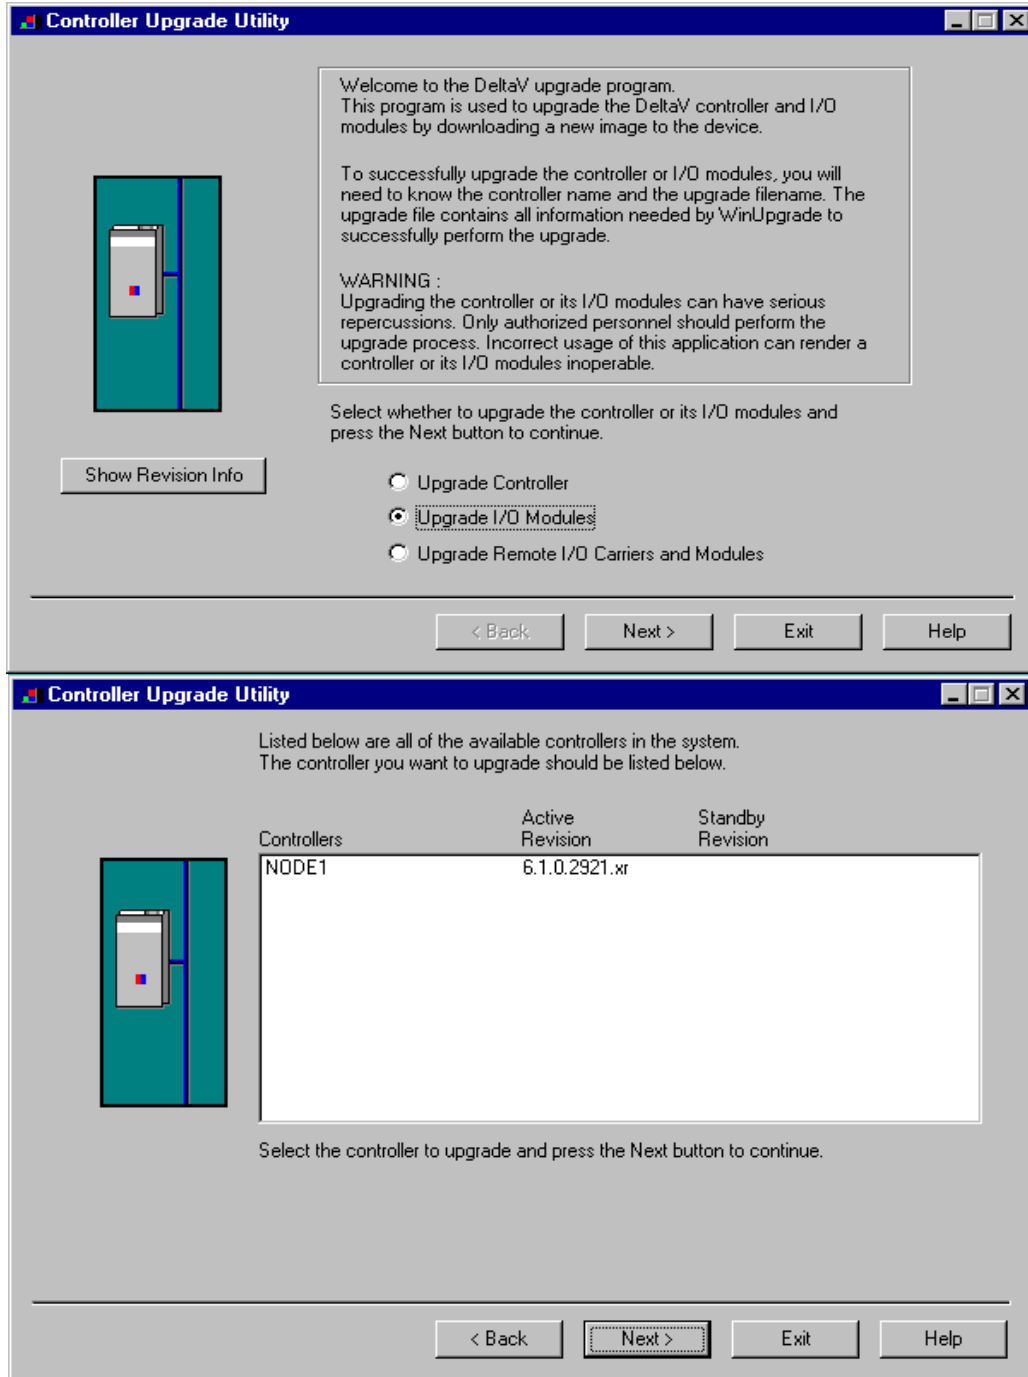 Controller Upgrade Utility
Welcome to the DeltaV upgrade program.
This program is used to upgrade the DeltaV controller and I/O
modules by downloading a new image to the device.
To successfully upgrade the controller or I/O modules, you will
need to know the controller name and the upgrade filename. The
upgrade file contains all information needed by WinUpgrade to
successfully perform the upgrade.
WARNING :
Upgrading the controller or its I/O modules can have serious
repercussions. Only authorized personnel should perform the
upgrade process. Incorrect usage of this application can render a
controller or its I/O modules inoperable.
Select whether to upgrade the controller or its I/O modules and
press the Next button to continue.
Show Revision Info
Upgrade Controller
Upgrade I/O Modules
Upgrade Remote I/O Carriers and Modules
< Back Next > Exit Help
Controller Upgrade Utility
Listed below are all of the available controllers in the system.
The controller you want to upgrade should be listed below.
Active Standby
Controllers Revision Revision
NODE1 6.1.0.2921.xr
Select the controller to upgrade and press the Next button to continue.
< Back Next > Exit Help